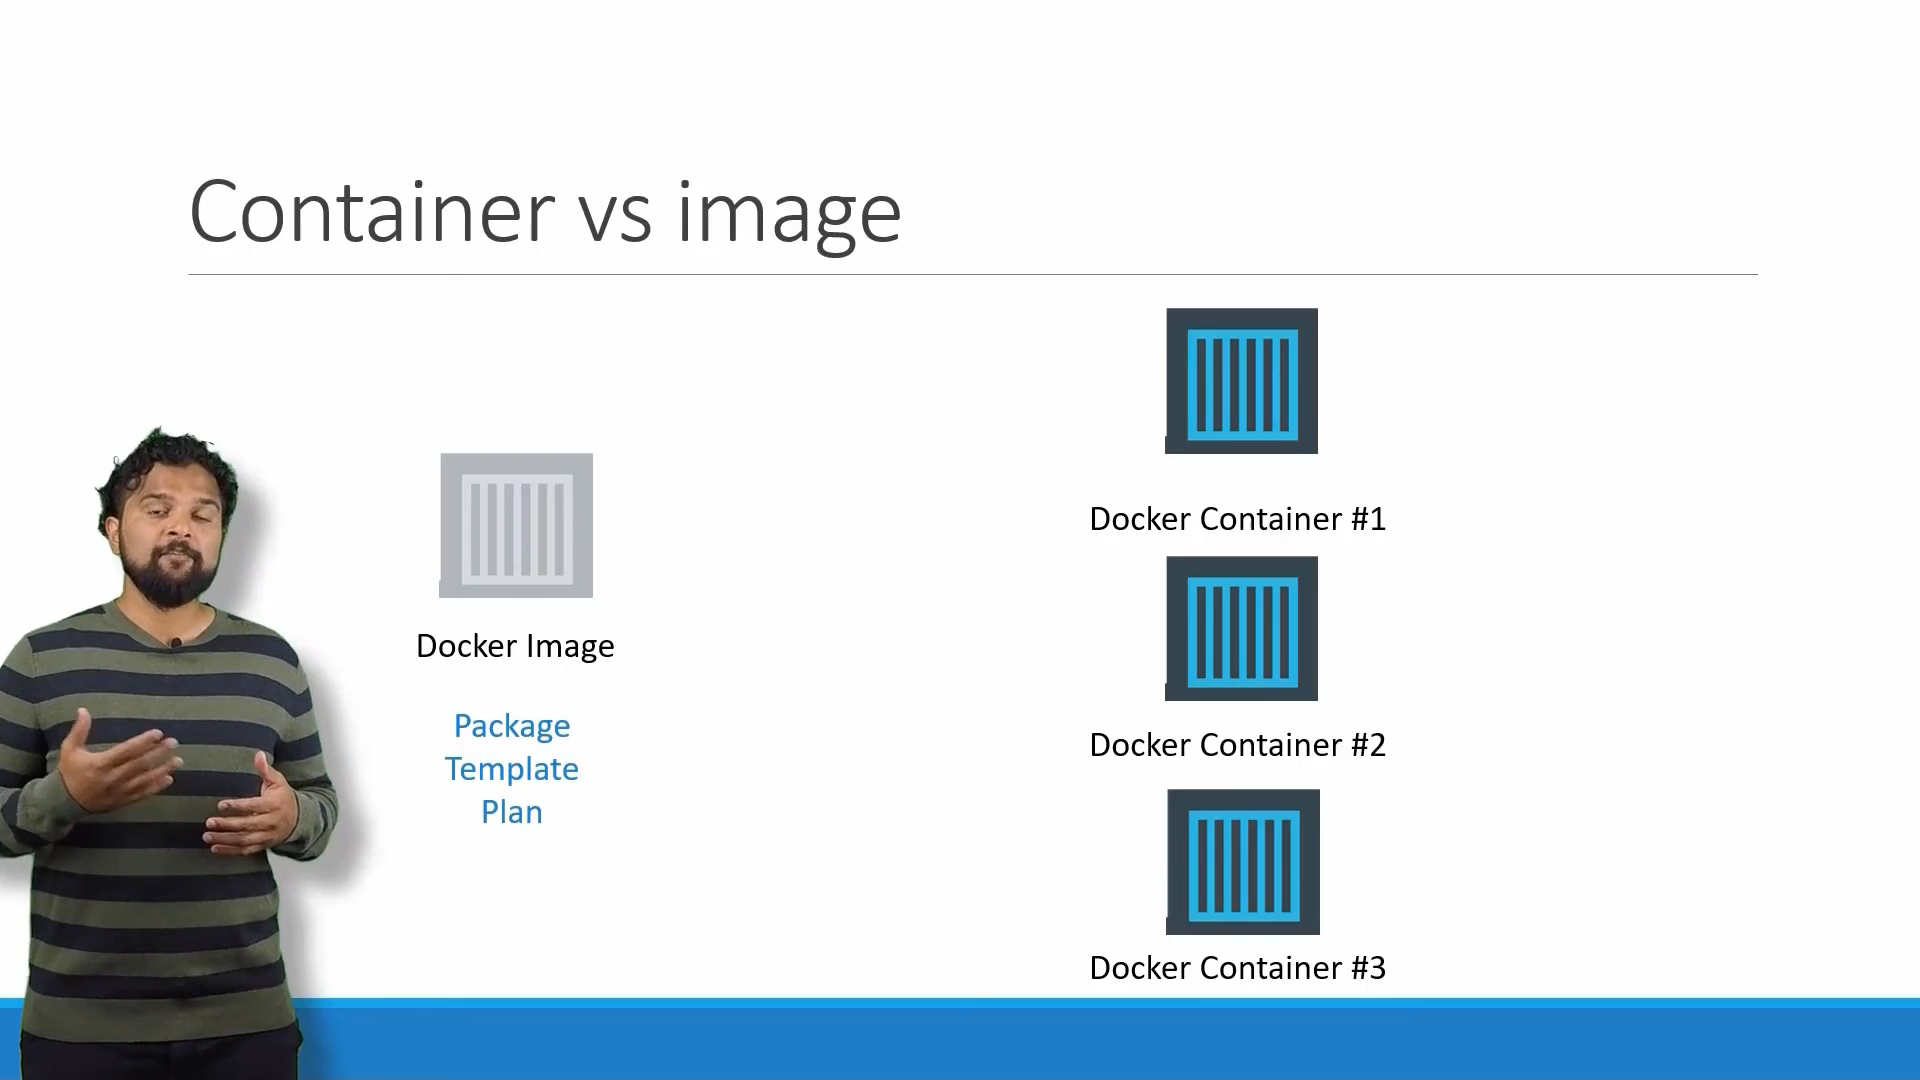 Container vs image
Docker Image
Package
Template
Plan
Docker Container #1
Docker Container #2
Docker Container #3